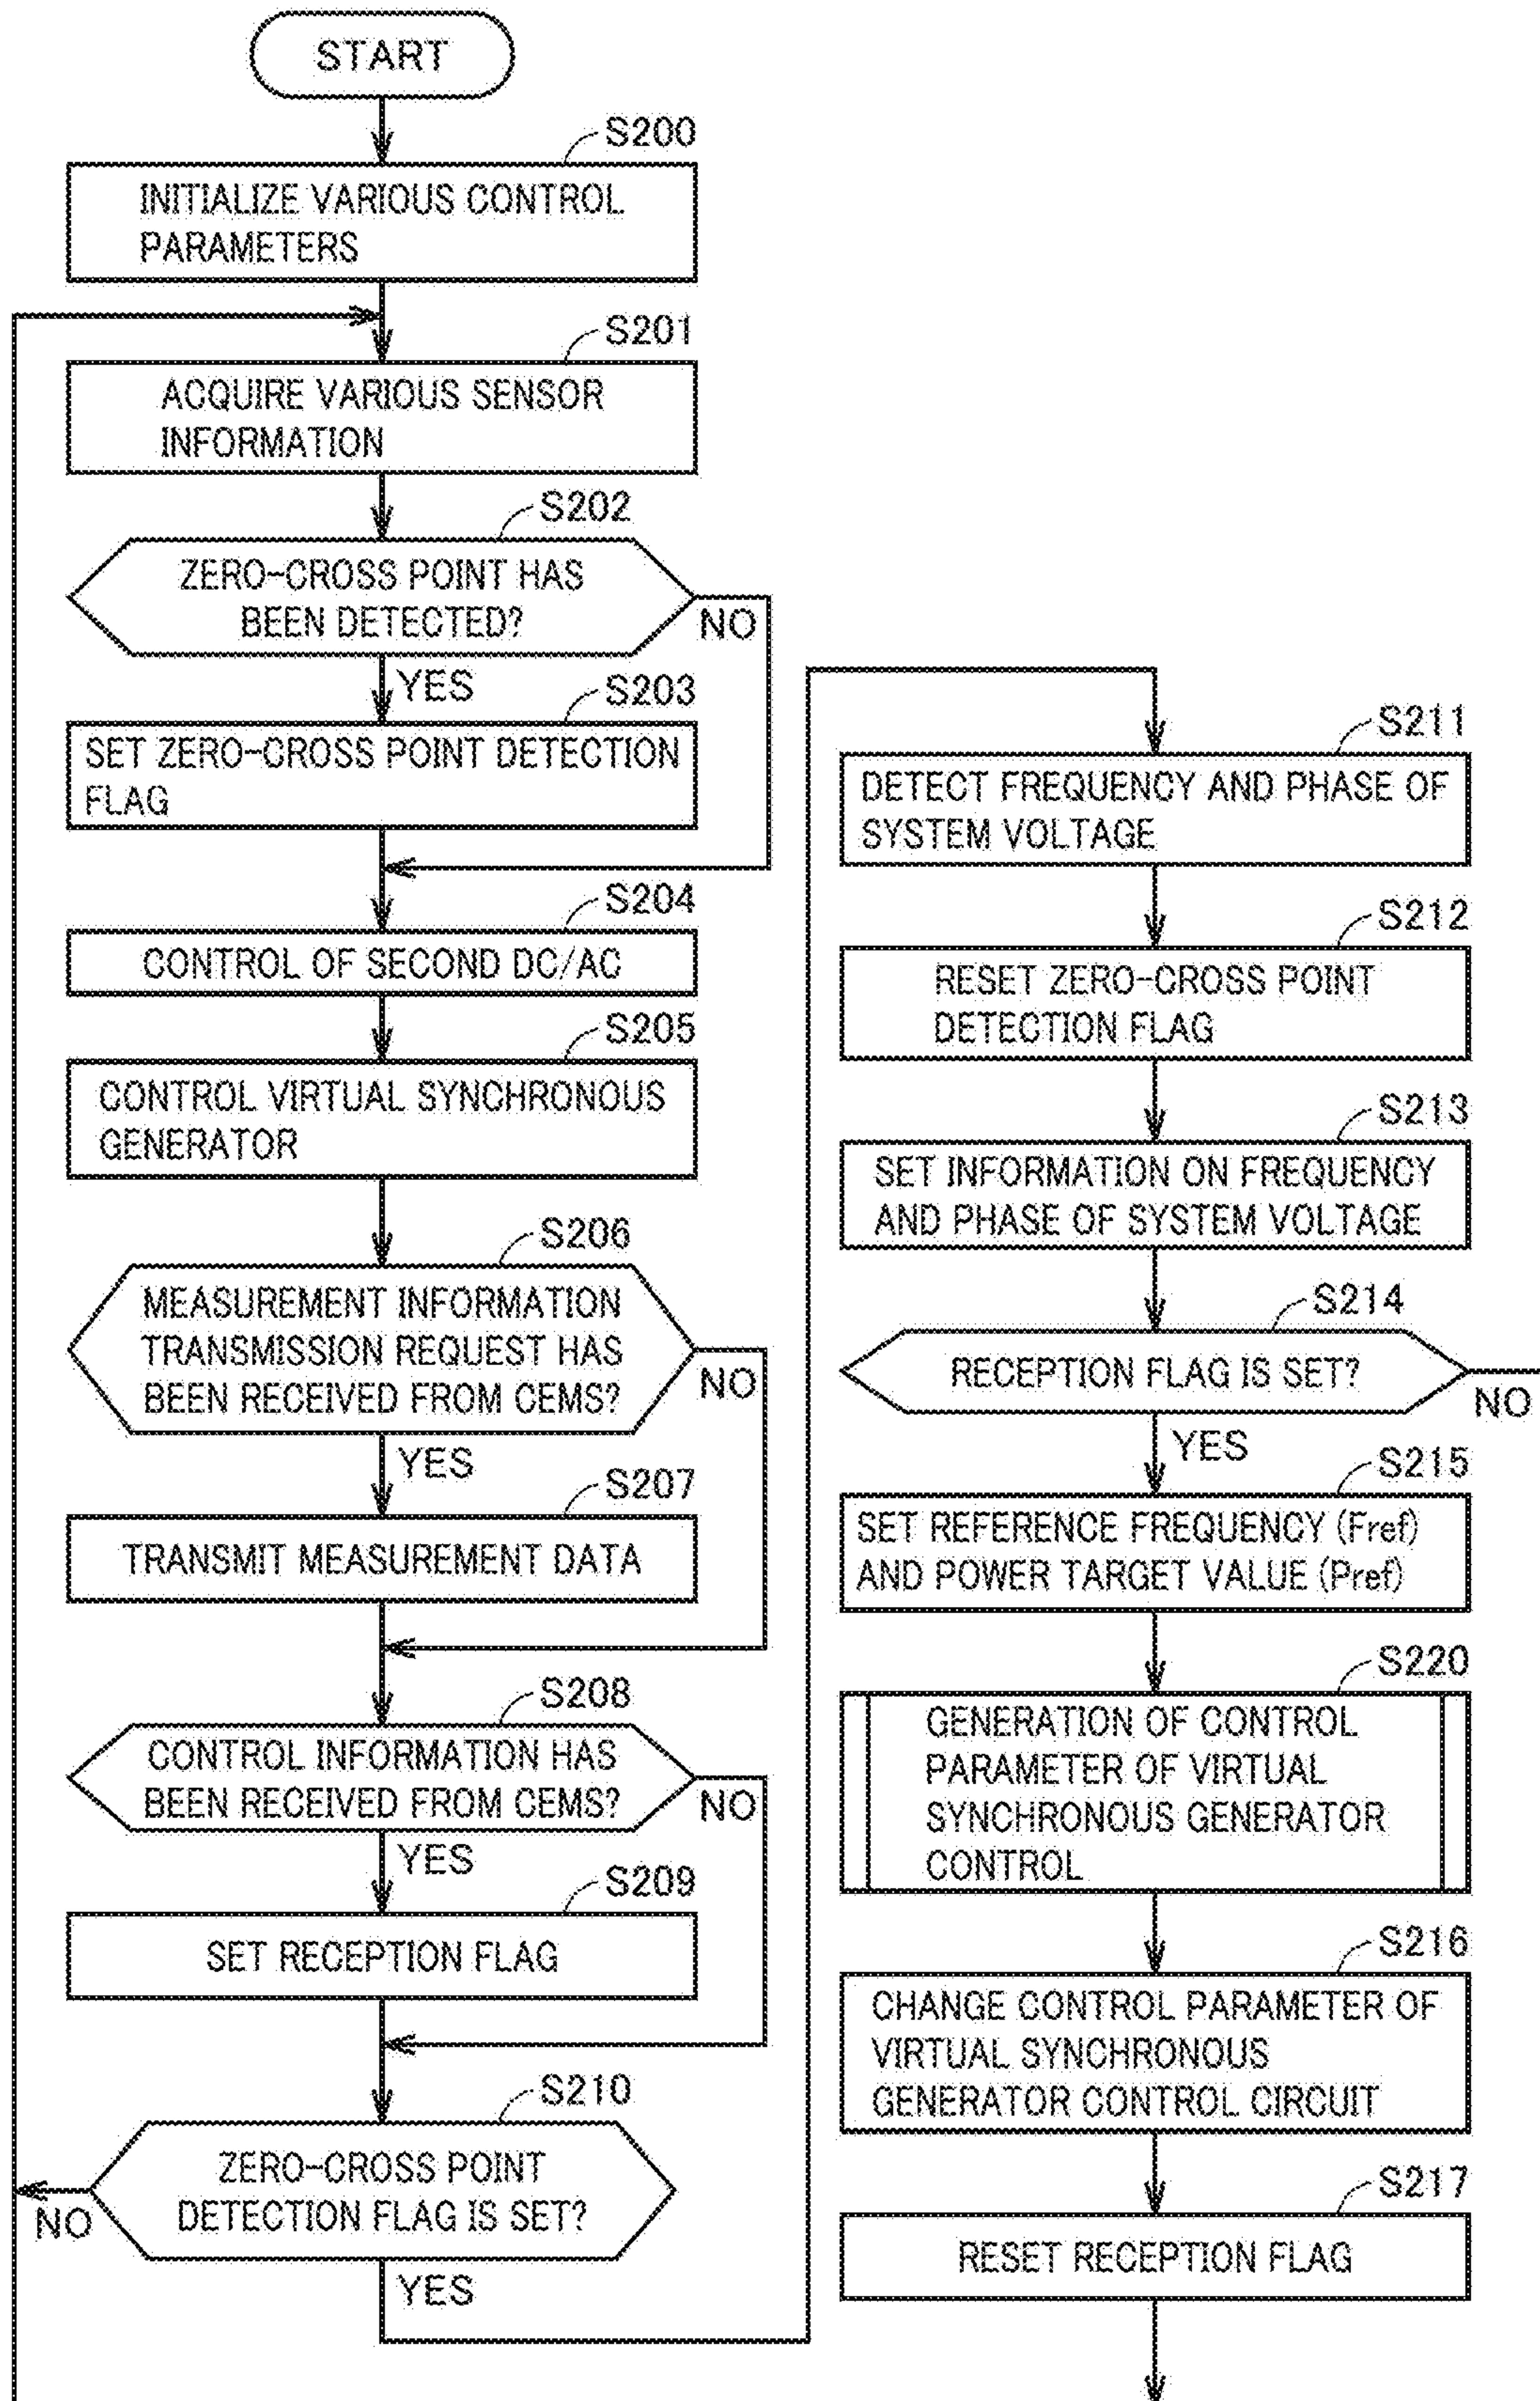 START
S200
INITIALIZE VARIOUS CONTROL
PARAMETERS
S201
ACQUIRE VARIOUS SENSOR
INFORMATION
S202
ZERO-CROSS POINT HAS
BEEN DETECTED?
NO
YES
S203
SET ZERO-CROSS POINT DETECTION
FLAG
S204
CONTROL OF SECOND DC/AC
S205
CONTROL VIRTUAL SYNCHRONOUS
GENERATOR
S206
MEASUREMENT INFORMATION
TRANSMISSION REQUEST HAS
BEEN RECEIVED FROM CEMS?
NO
YES
S207
TRANSMIT MEASUREMENT DATA
S208
CONTROL INFORMATION HAS
BEEN RECEIVED FROM CEMS?
NO
YES
S209
SET RECEPTION FLAG
S210
ZERO-CROSS POINT
DETECTION FLAG IS SET?
NO
YES
S211
DETECT FREQUENCY AND PHASE OF
SYSTEM VOLTAGE
S212
RESET ZERO-CROSS POINT
DETECTION FLAG
S213
SET INFORMATION ON FREQUENCY
AND PHASE OF SYSTEM VOLTAGE
S214
RECEPTION FLAG IS SET?
NO
YES
S215
SET REFERENCE FREQUENCY (Fref)
AND POWER TARGET VALUE (Pref)
S220
GENERATION OF CONTROL
PARAMETER OF VIRTUAL
SYNCHRONOUS GENERATOR
CONTROL
S216
CHANGE CONTROL PARAMETER OF
VIRTUAL SYNCHRONOUS
GENERATOR CONTROL CIRCUIT
S217
RESET RECEPTION FLAG